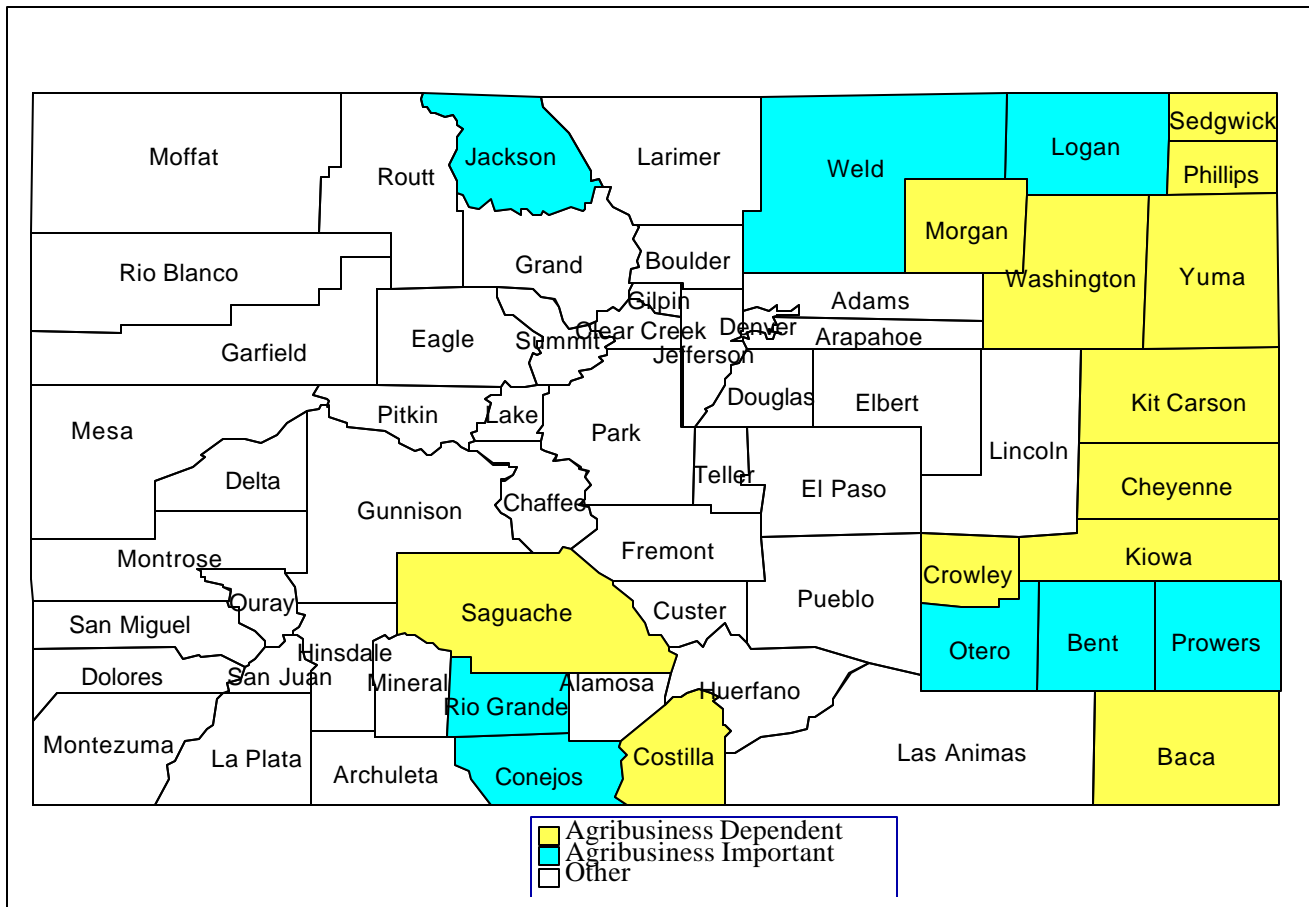 Sedgwick
Moffat
Jackson
Larimer
Weld
Logan
Routt
Phillips
Morgan
Rio Blanco
Grand
Boulder
Washington
Yuma
Gilpin
Adams
Eagle
Summit
Clear Creek
Denver
Arapahoe
Garfield
Jefferson
Pitkin
Lake
Douglas
Elbert
Kit Carson
Mesa
Park
Lincoln
Delta
Teller
El Paso
Cheyenne
Gunnison
Chaffee
Montrose
Fremont
Kiowa
Crowley
Ouray
Saguache
Custer
Pueblo
San Miguel
Hinsdale
Otero
Bent
Prowers
Dolores
San Juan
Mineral
Alamosa
Huerfano
Rio Grande
Montezuma
La Plata
Archuleta
Conejos
Costilla
Las Animas
Baca
Agribusiness Dependent
Agribusiness Important
Other